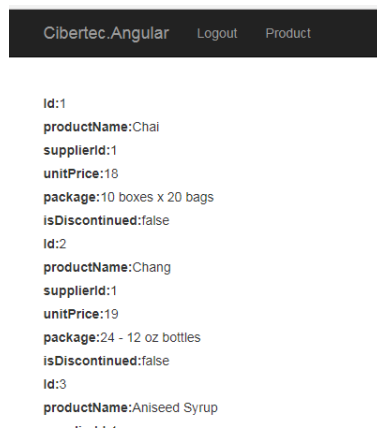 Cibertec.Angular Logout Product
Id:1
productName:Chai
supplierId:1
unitPrice:18
package:10 boxes x 20 bags
isDiscontinued:false
Id:2
productName:Chang
supplierId:1
unitPrice:19
package:24 - 12 oz bottles
isDiscontinued:false
Id:3
productName:Aniseed Syrup